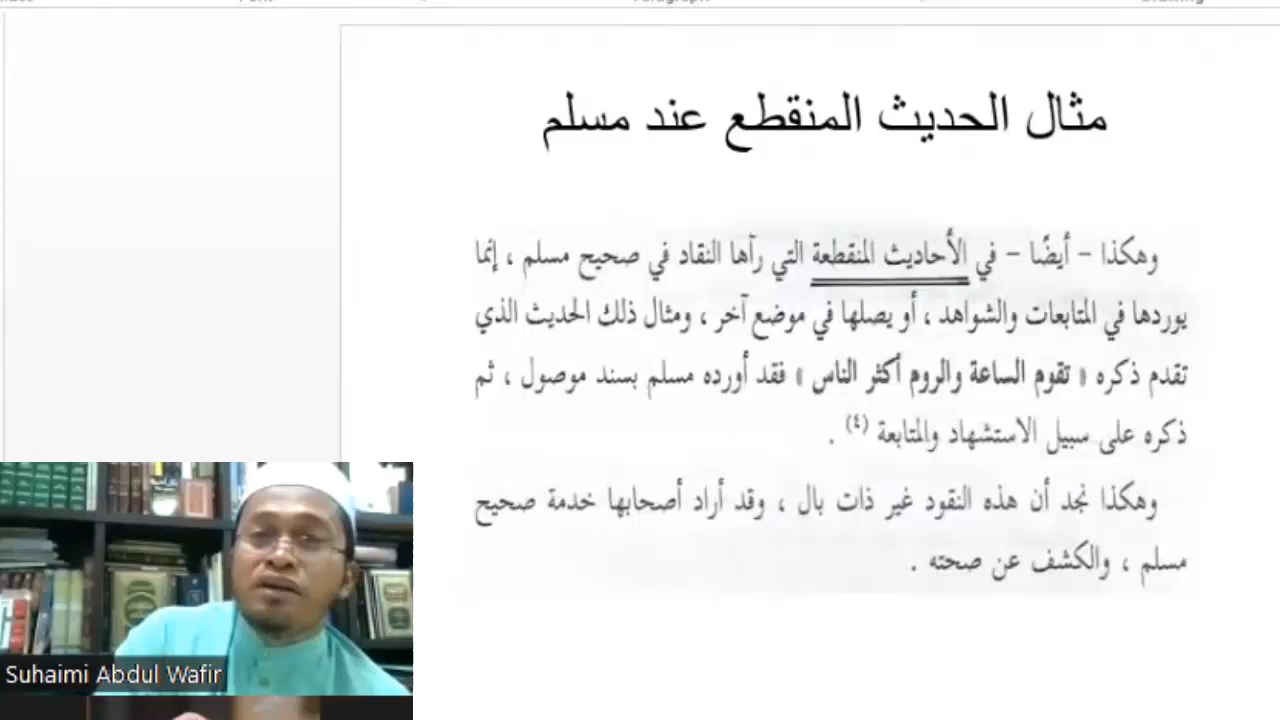 مثال الحديث المنقطع عند مسلم
وهكذا - أيضًا - في الأحاديث المنقطعة التي رآها النقاد في صحيح مسلم ، إنما
يوردها في المتابعات والشواهد ، أو يصلها في موضع آخر ، ومثال ذلك الحديث الذي
تقدم ذكره « تقوم الساعة والروم أكثر الناس » فقد أورده مسلم بسند موصول ، ثم
ذكره على سبيل الاستشهاد والمتابعة (٤) .
وهكذا نجد أن هذه النقود غير ذات بال ، وقد أراد أصحابها خدمة صحيح
مسلم ، والكشف عن صحته .
Suhaimi Abdul Wafir